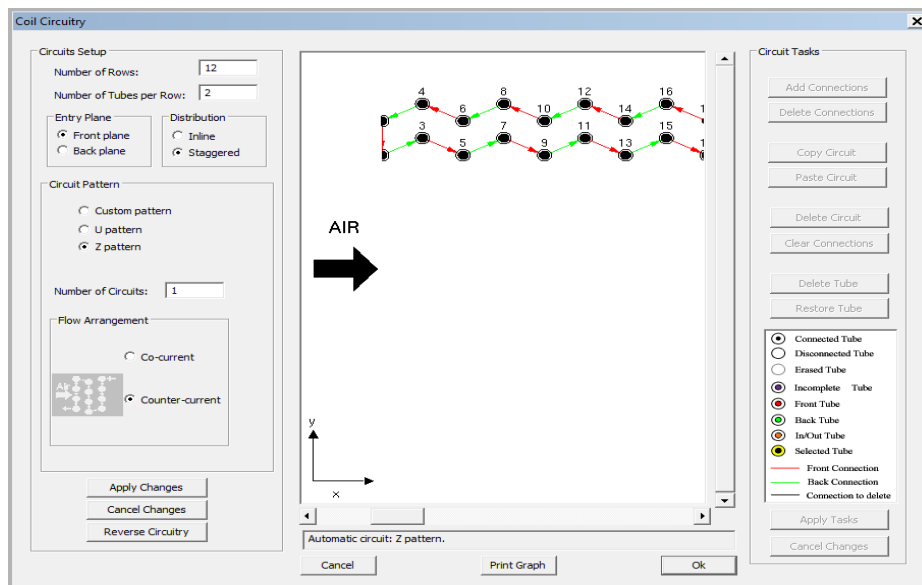 Coil Circuitry
Circuits Setup
Number of Rows: 12
Number of Tubes per Row: 2
Entry Plane
Front plane
Back plane
Distribution
Inline
Staggered
Circuit Pattern
Custom pattern
U pattern
Z pattern
Number of Circuits: 1
Flow Arrangement
Co-current
Air
Counter-current
Apply Changes
Cancel Changes
Reverse Circuitry
4 8 12 16
6 10 14
3 7 11 15
5 9 13
AIR
y
x
Automatic circuit: Z pattern.
Cancel Print Graph Ok
Circuit Tasks
Add Connections
Delete Connections
Copy Circuit
Paste Circuit
Delete Circuit
Clear Connections
Delete Tube
Restore Tube
Connected Tube
Disconnected Tube
Erased Tube
Incomplete Tube
Front Tube
Back Tube
In/Out Tube
Selected Tube
Front Connection
Back Connection
Connection to delete
Apply Tasks
Cancel Changes